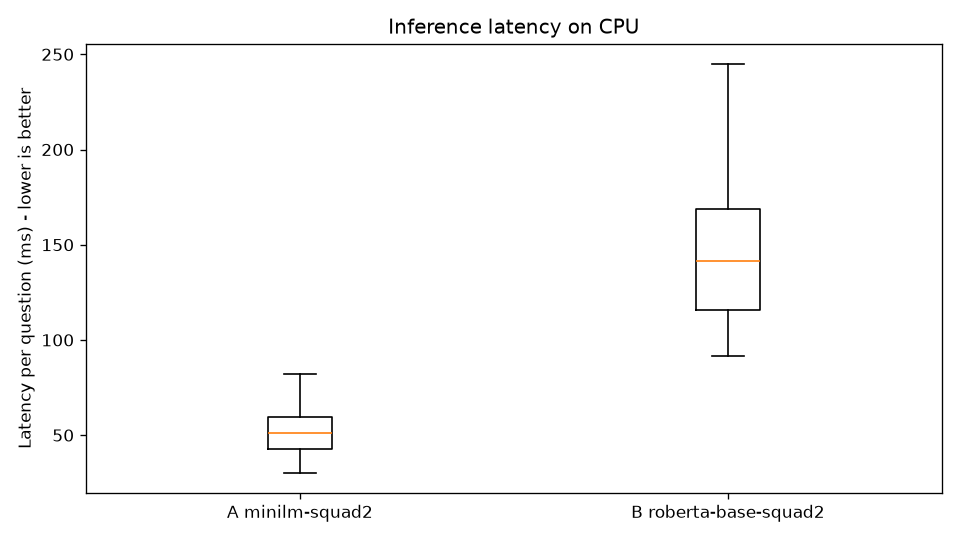 Inference latency on CPU
Latency per question (ms) - lower is better
250
200
150
100
50
A minilm-squad2
B roberta-base-squad2